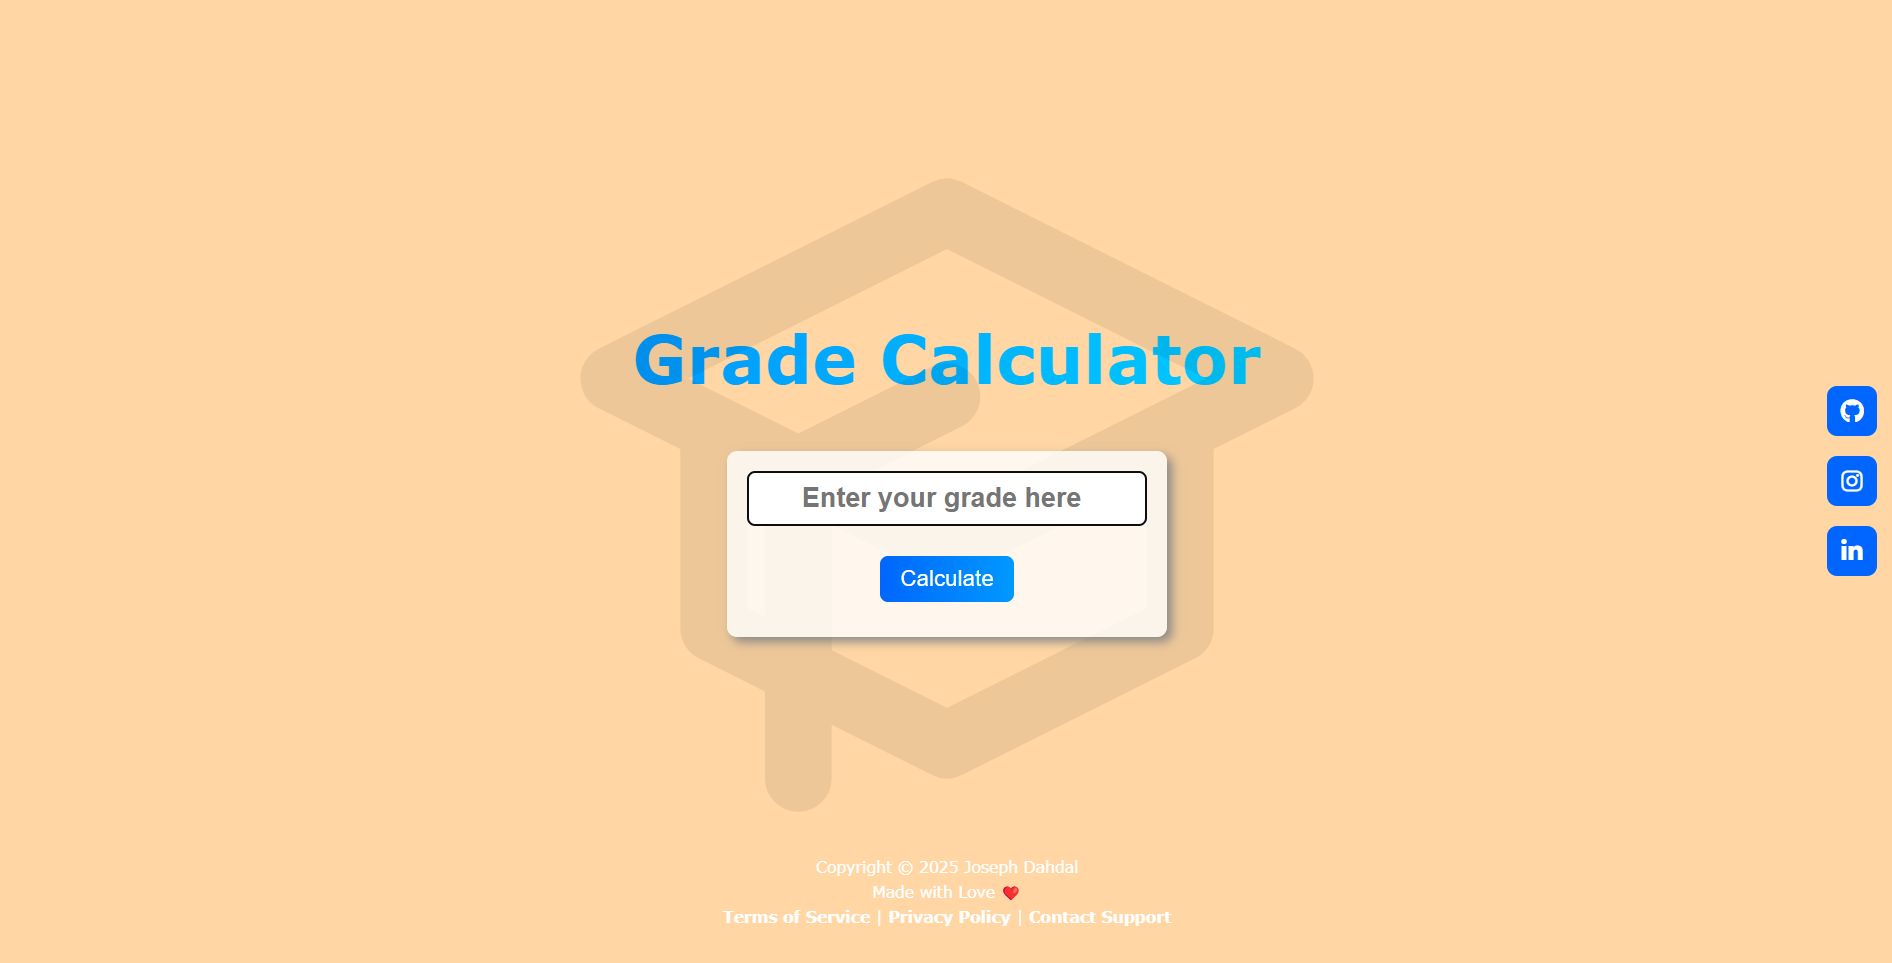 Grade Calculator
Enter your grade here
Calculate
in
Copyright © 2025 Joseph Dahdal
Made with Love ❤️
Terms of Service | Privacy Policy | Contact Support